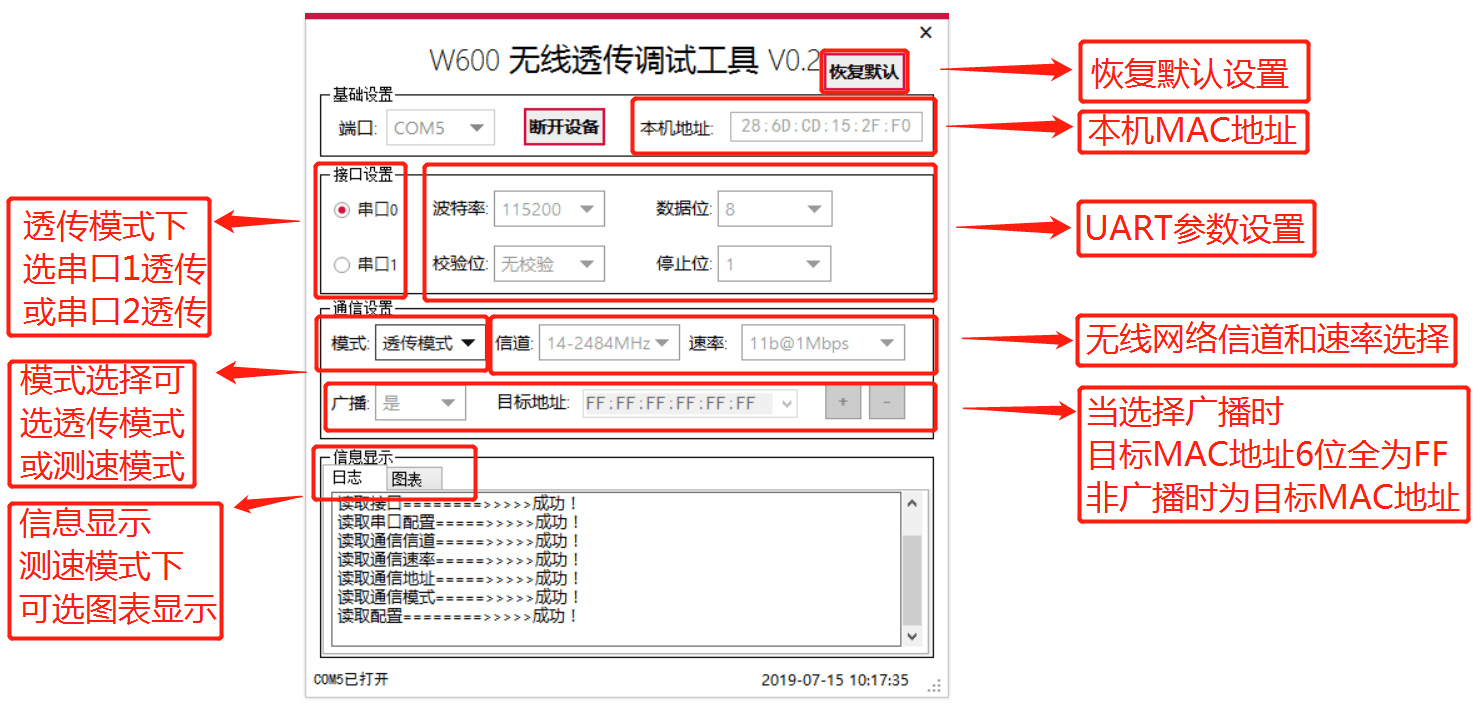 W600 无线透传调试工具 V0.2
恢复默认
恢复默认设置
基础设置
端口: COM5 断开设备 本机地址: 28:6D:CD:15:2F:F0
本机MAC地址
接口设置
串口0 波特率: 115200 数据位: 8
串口1 校验位: 无校验 停止位: 1
透传模式下
选串口1透传
或串口2透传
UART参数设置
通信设置
模式: 透传模式 信道: 14-2484MHz 速率: 11b@1Mbps
无线网络信道和速率选择
广播: 是 目标地址: FF:FF:FF:FF:FF:FF + -
模式选择可
选透传模式
或测速模式
当选择广播时
目标MAC地址6位全为FF
非广播时为目标MAC地址
信息显示
日志 图表
读取接口========>>>>>成功！
读取串口配置=====>>>>>成功！
读取通信信道=====>>>>>成功！
读取通信速率=====>>>>>成功！
读取通信地址=====>>>>>成功！
读取通信模式=====>>>>>成功！
读取配置========>>>>>成功！
信息显示
测速模式下
可选图表显示
COM5已打开 2019-07-15 10:17:35